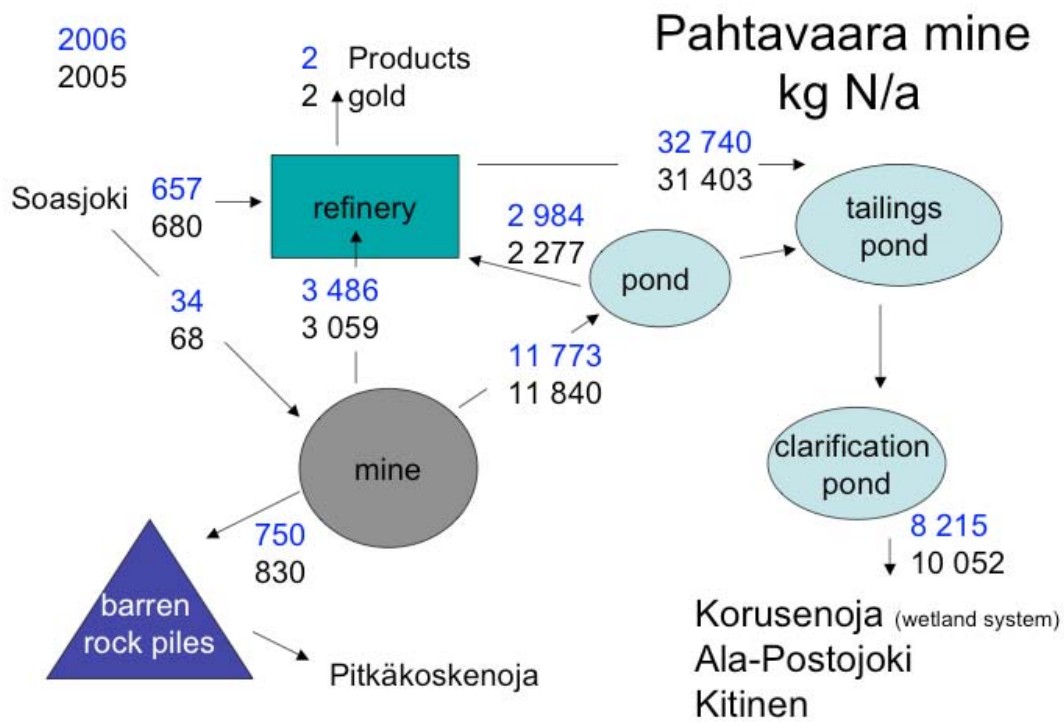 Pahtavaara mine
kg N/a
2006
2005
2 Products
2 gold
32 740
31 403
Soasjoki
657
680
refinery
2 984
2 277
tailings
pond
pond
34
68
3 486
3 059
11 773
11 840
mine
clarification
pond
750
830
8 215
10 052
barren
rock piles
Pitkäkoskenoja
Korusenoja (wetland system)
Ala-Postojoki
Kitinen